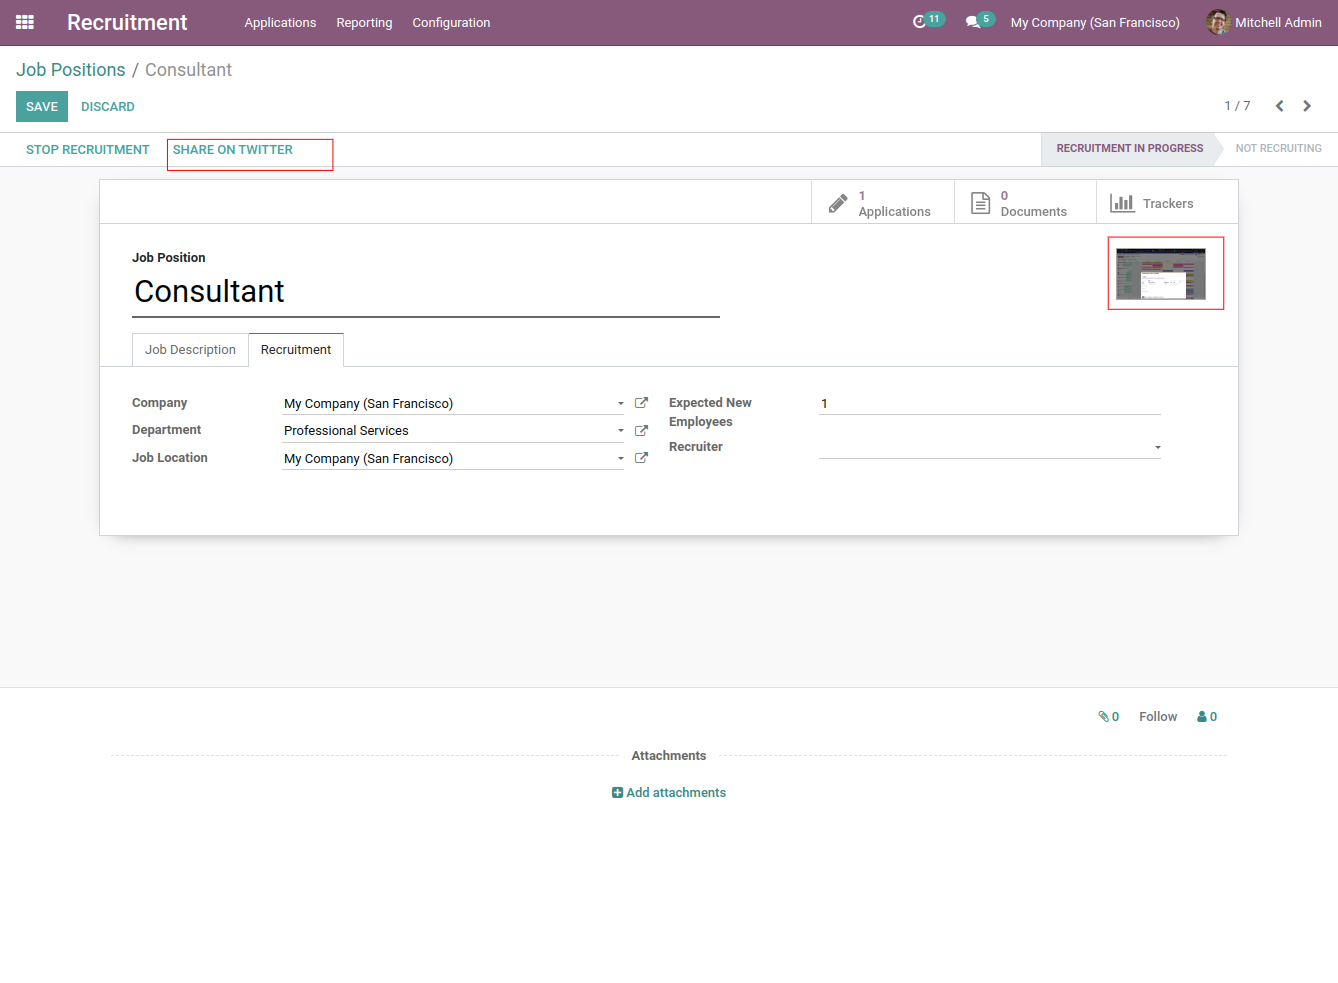 Recruitment Applications Reporting Configuration 11 5 My Company (San Francisco) Mitchell Admin
Job Positions / Consultant
SAVE DISCARD 1 / 7
STOP RECRUITMENT SHARE ON TWITTER RECRUITMENT IN PROGRESS NOT RECRUITING
1 Applications
0 Documents
Trackers
Job Position
Consultant
Job Description Recruitment
Company My Company (San Francisco)
Department Professional Services
Job Location My Company (San Francisco)
Expected New Employees 1
Recruiter
0 Follow 0
Attachments
Add attachments